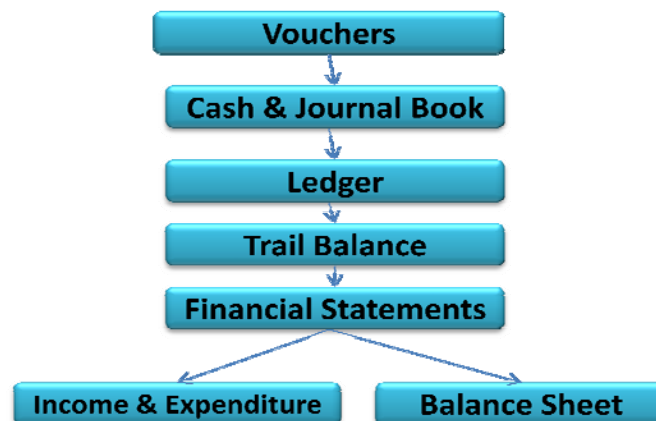 Vouchers
Cash & Journal Book
Ledger
Trail Balance
Financial Statements
Income & Expenditure
Balance Sheet